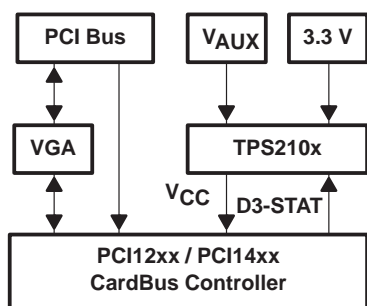 PCI Bus
VAUX
3.3 V
VGA
TPS210x
VCC
D3-STAT
PCI12xx / PCI14xx
CardBus Controller